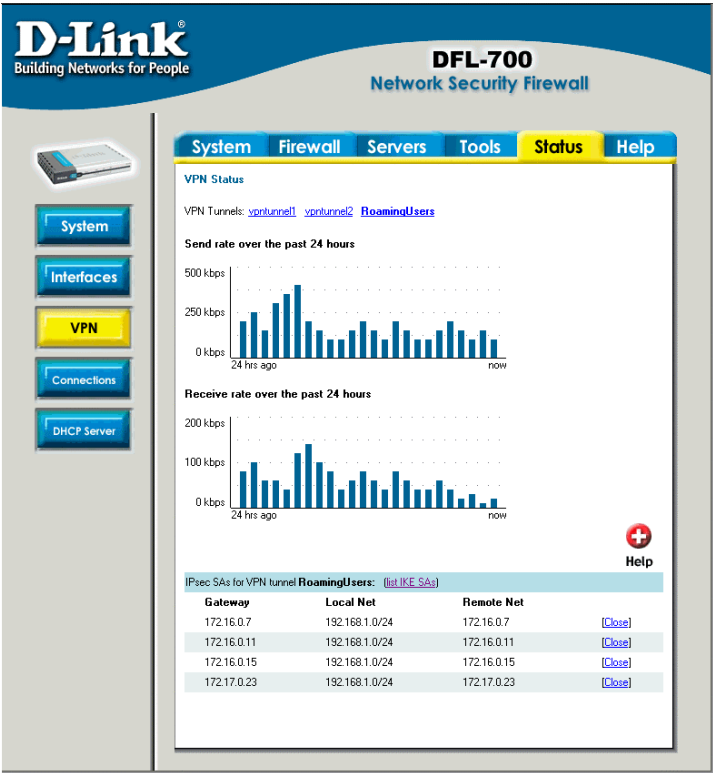 D-Link®
Building Networks for People
DFL-700
Network Security Firewall
System Firewall Servers Tools Status Help
System
Interfaces
VPN
Connections
DHCP Server
VPN Status
VPN Tunnels: vpntunnel1 vpntunnel2 RoamingUsers
Send rate over the past 24 hours
500 kbps
250 kbps
0 kbps
24 hrs ago now
Receive rate over the past 24 hours
200 kbps
100 kbps
0 kbps
24 hrs ago now
Help
IPsec SAs for VPN tunnel RoamingUsers: (list IKE SAs)
Gateway Local Net Remote Net
172.16.0.7 192.168.1.0/24 172.16.0.7 [Close]
172.16.0.11 192.168.1.0/24 172.16.0.11 [Close]
172.16.0.15 192.168.1.0/24 172.16.0.15 [Close]
172.17.0.23 192.168.1.0/24 172.17.0.23 [Close]